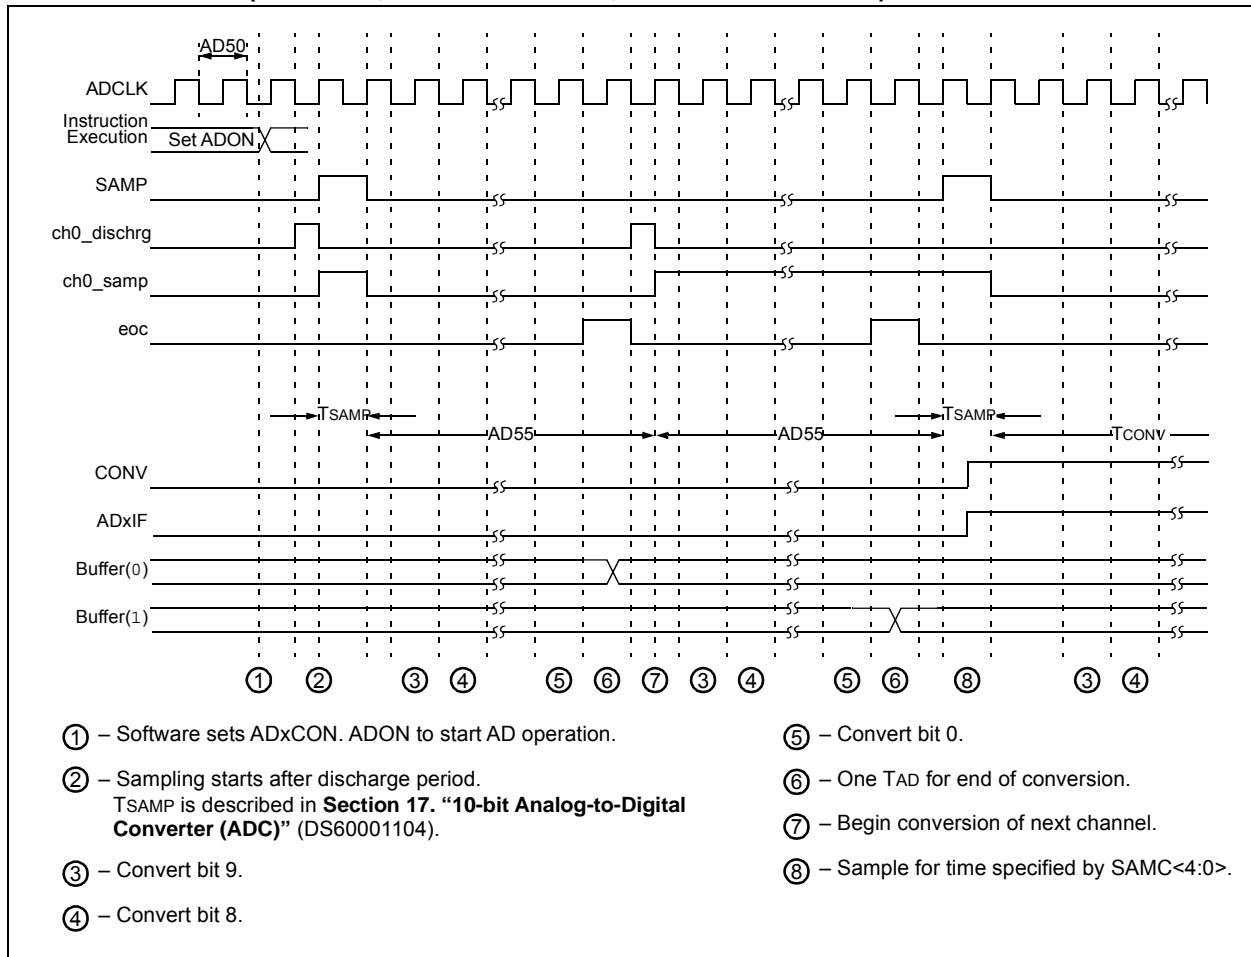 AD50
ADCLK
Instruction
Execution
Set ADON
SAMP
ch0_dischrg
ch0_samp
eoc
TSAMP
TSAMP
AD55
AD55
TCONV
CONV
ADxIF
Buffer(0)
Buffer(1)
1 2 3 4 5 6 7 3 4 5 6 8 3 4
1 – Software sets ADxCON. ADON to start AD operation.
2 – Sampling starts after discharge period.
TSAMP is described in Section 17. “10-bit Analog-to-Digital
Converter (ADC)” (DS60001104).
3 – Convert bit 9.
4 – Convert bit 8.
5 – Convert bit 0.
6 – One TAD for end of conversion.
7 – Begin conversion of next channel.
8 – Sample for time specified by SAMC<4:0>.